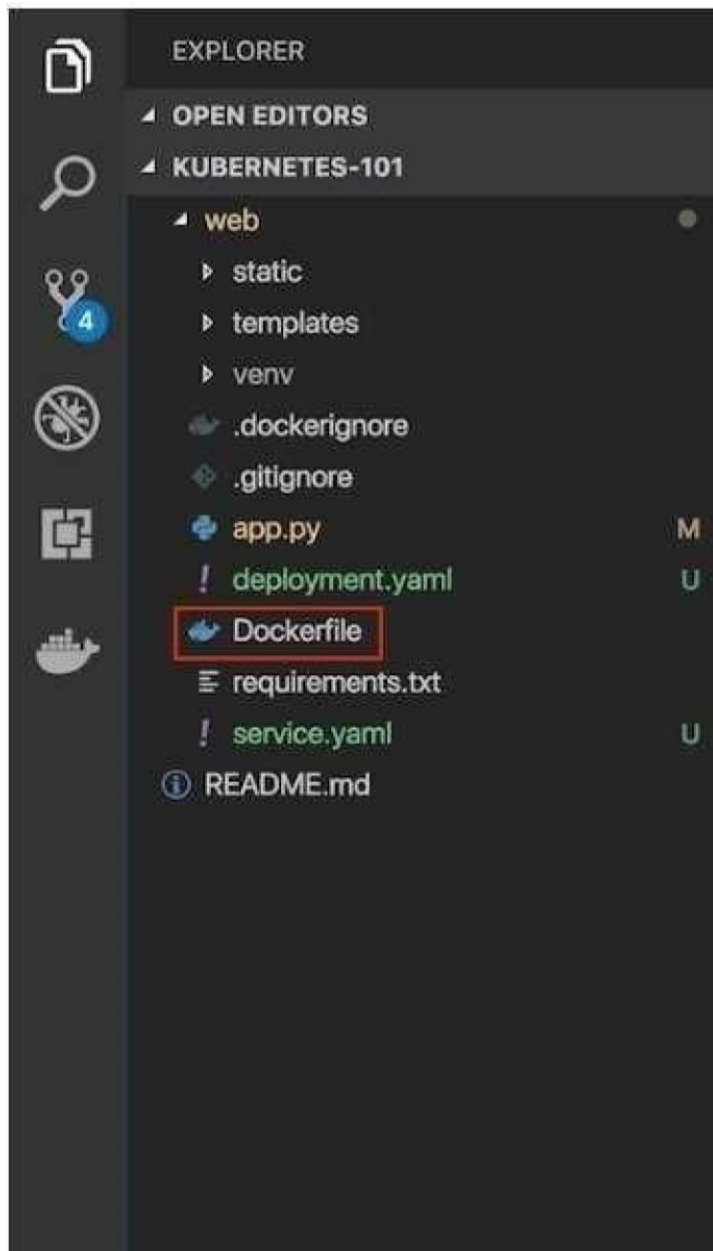 EXPLORER
OPEN EDITORS
KUBERNETES-101
web
static
templates
venv
4
.dockerignore
.gitignore
app.py M
deployment.yaml U
Dockerfile
requirements.txt
service.yaml U
README.md